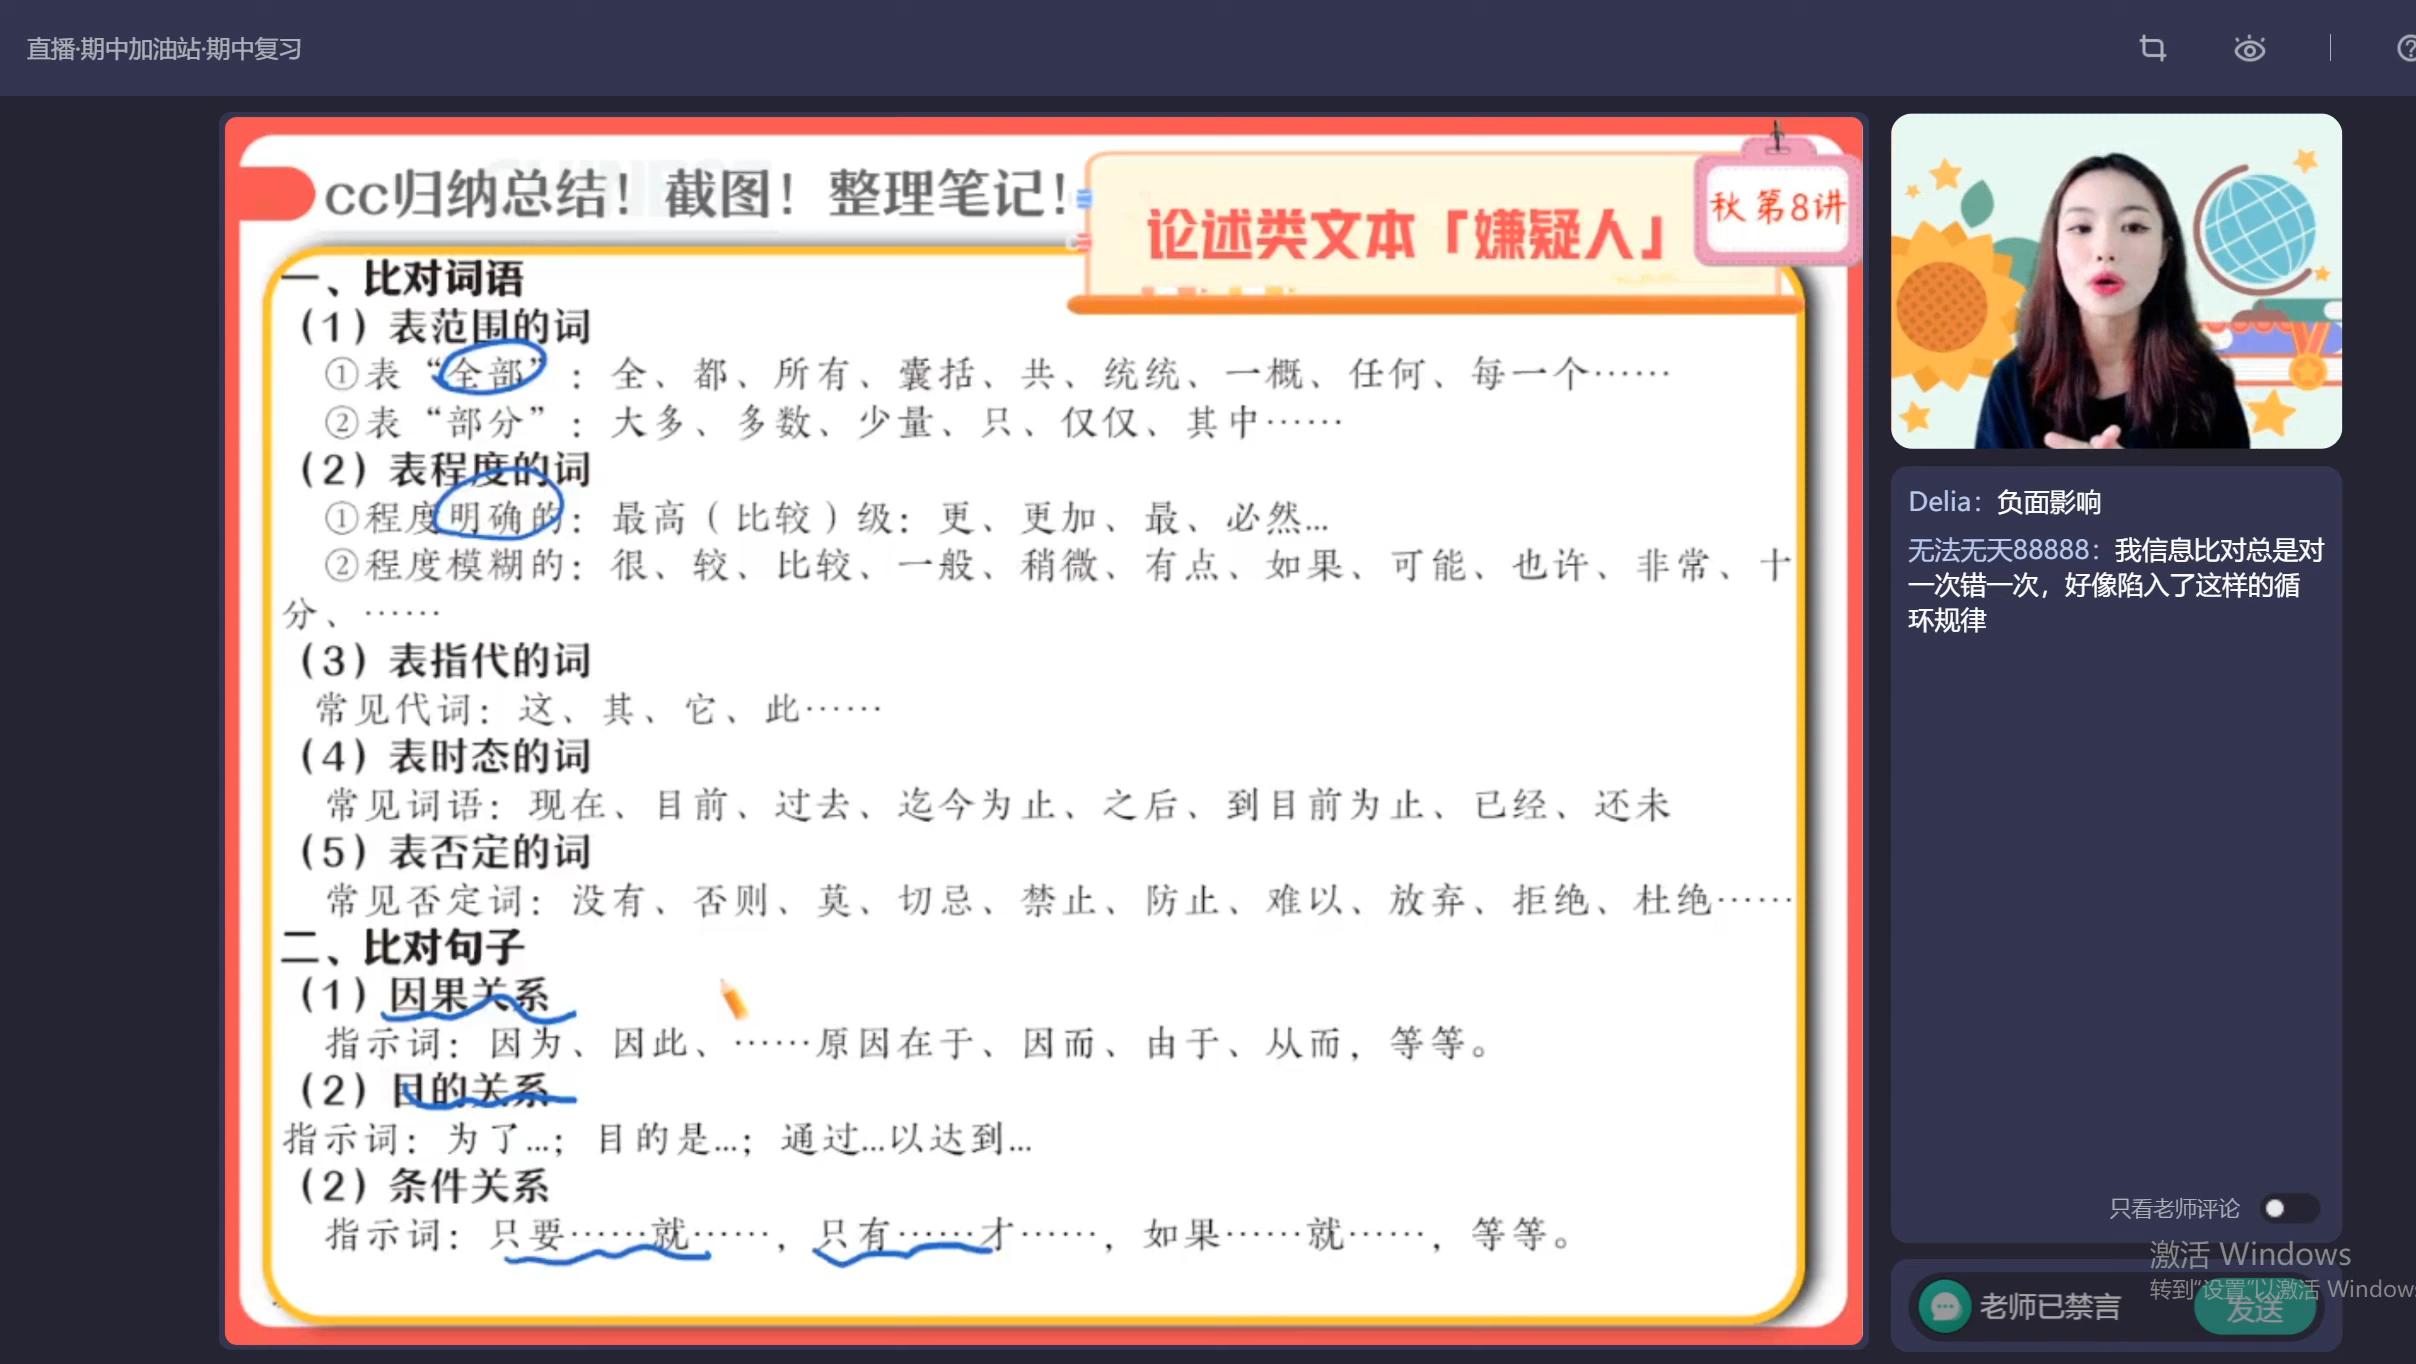 直播·期中加油站·期中复习
cc归纳总结！截图！整理笔记！
论述类文本「嫌疑人」
秋第8讲
一、比对词语
（1）表范围的词
①表“全部”：全、都、所有、囊括、共、统统、一概、任何、每一个……
②表“部分”：大多、多数、少量、只、仅仅、其中……
（2）表程度的词
①程度明确的：最高（比较）级：更、更加、最、必然...
②程度模糊的：很、较、比较、一般、稍微、有点、如果、可能、也许、非常、十
分、……
（3）表指代的词
常见代词：这、其、它、此……
（4）表时态的词
常见词语：现在、目前、过去、迄今为止、之后、到目前为止、已经、还未
（5）表否定的词
常见否定词：没有、否则、莫、切忌、禁止、防止、难以、放弃、拒绝、杜绝……
二、比对句子
（1）因果关系
指示词：因为、因此、……原因在于、因而、由于、从而，等等。
（2）目的关系
指示词：为了...；目的是...；通过...以达到...
（2）条件关系
指示词：只要……就……，只有……才……，如果……就……，等等。
Delia：负面影响
无法无天88888：我信息比对总是对
一次错一次，好像陷入了这样的循
环规律
只看老师评论
激活 Windows
转到“设置”以激活 Windows
老师已禁言
发送